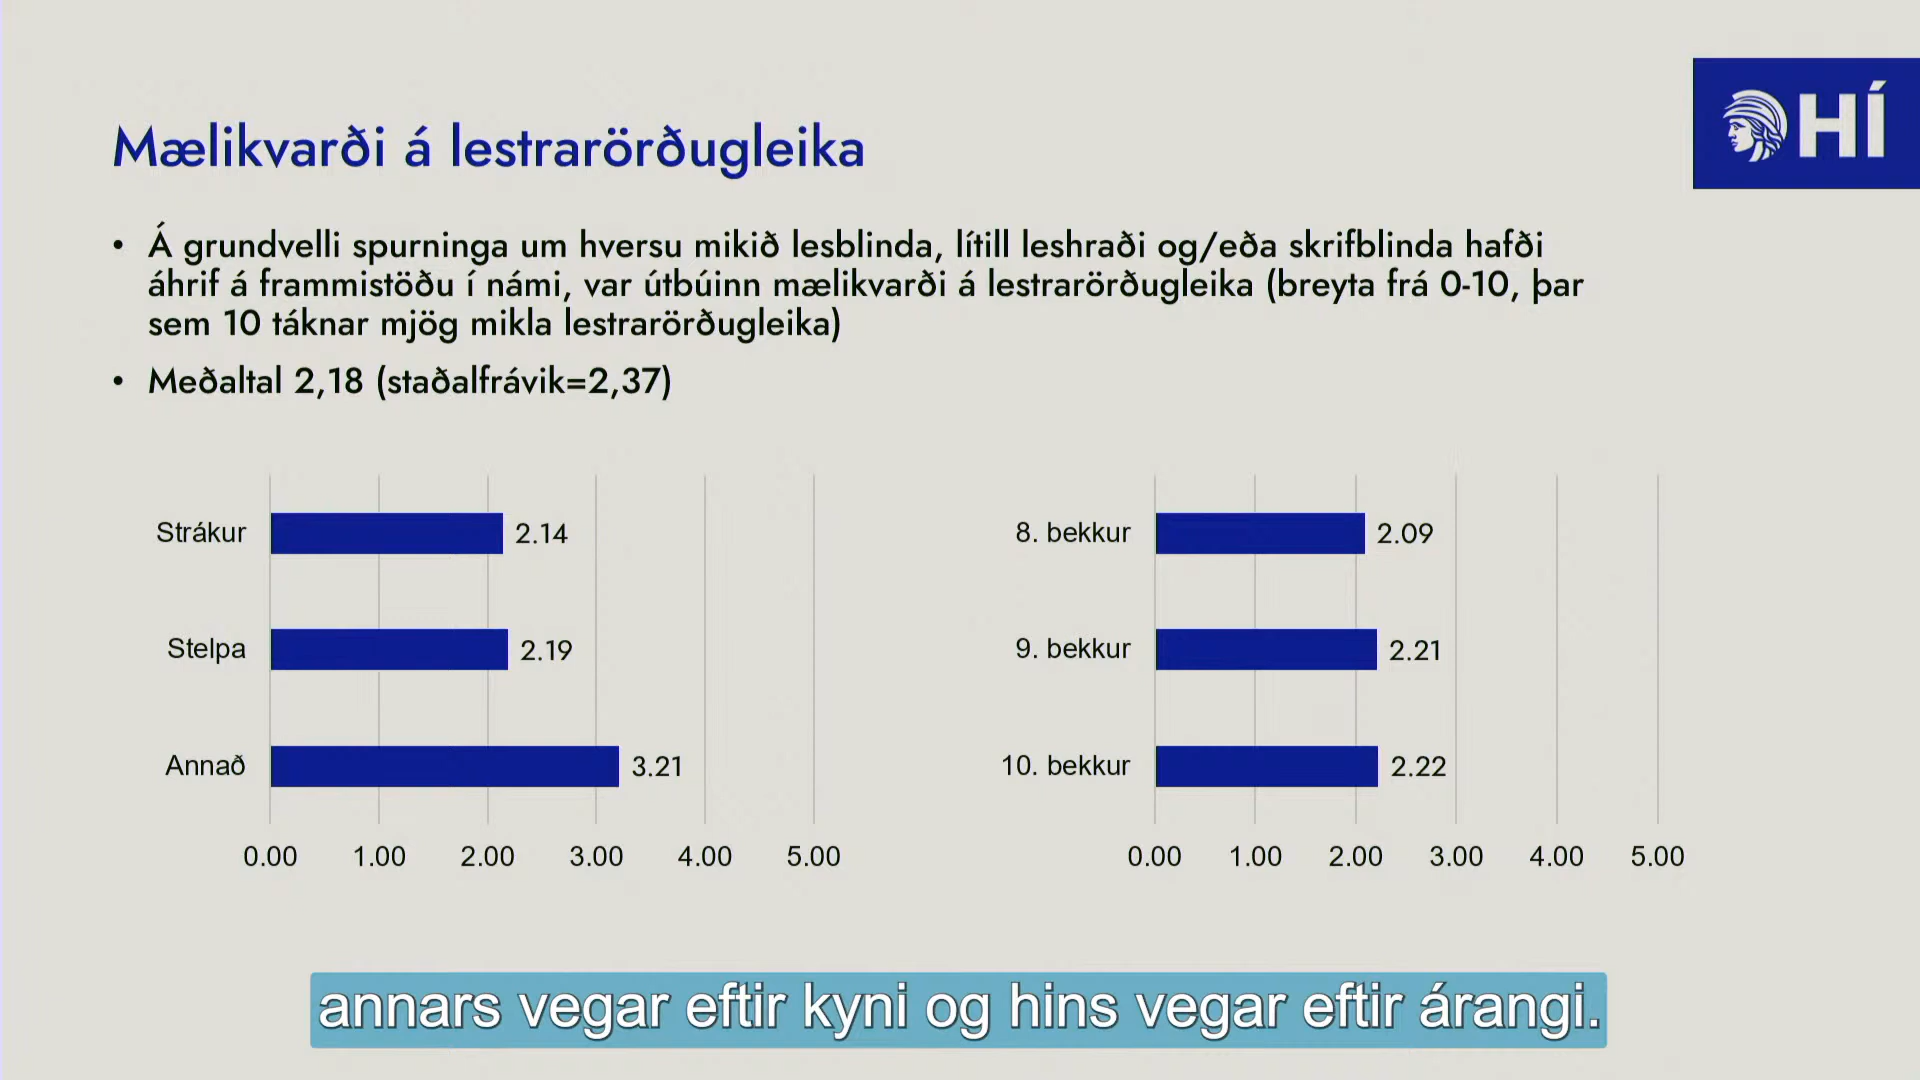 HÍ
Mælikvarði á lestrarörðugleika
• Á grundvelli spurninga um hversu mikið lesblinda, lítill leshraði og/eða skrifblinda hafði
áhrif á frammistöðu í námi, var útbúinn mælikvarði á lestrarörðugleika (breyta frá 0-10, þar
sem 10 táknar mjög mikla lestrarörðugleika)
• Meðaltal 2,18 (staðalfrávik=2,37)
Strákur 2.14
Stelpa 2.19
Annað 3.21
0.00 1.00 2.00 3.00 4.00 5.00
8. bekkur 2.09
9. bekkur 2.21
10. bekkur 2.22
0.00 1.00 2.00 3.00 4.00 5.00
annars vegar eftir kyni og hins vegar eftir árangi.